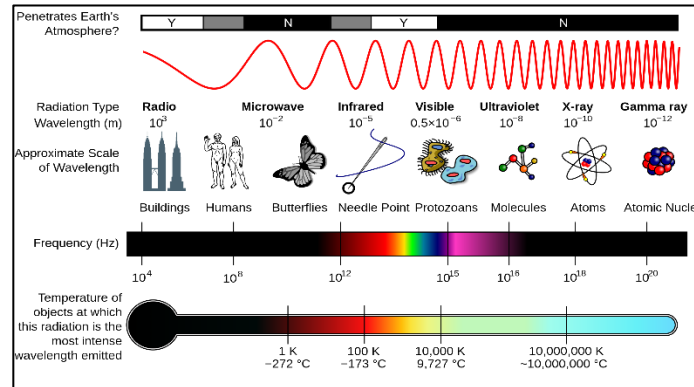 Penetrates Earth's
Atmosphere?
Y N Y N
Radiation Type
Radio Microwave Infrared Visible Ultraviolet X-ray Gamma ray
Wavelength (m)
10³ 10⁻² 10⁻⁵ 0.5×10⁻⁶ 10⁻⁸ 10⁻¹⁰ 10⁻¹²
Approximate Scale
of Wavelength
Buildings Humans Butterflies Needle Point Protozoans Molecules Atoms Atomic Nucle
Frequency (Hz)
10⁴ 10⁸ 10¹² 10¹⁵ 10¹⁶ 10¹⁸ 10²⁰
Temperature of
objects at which
this radiation is the
most intense
wavelength emitted
1 K 100 K 10,000 K 10,000,000 K
−272 °C −173 °C 9,727 °C ~10,000,000 °C